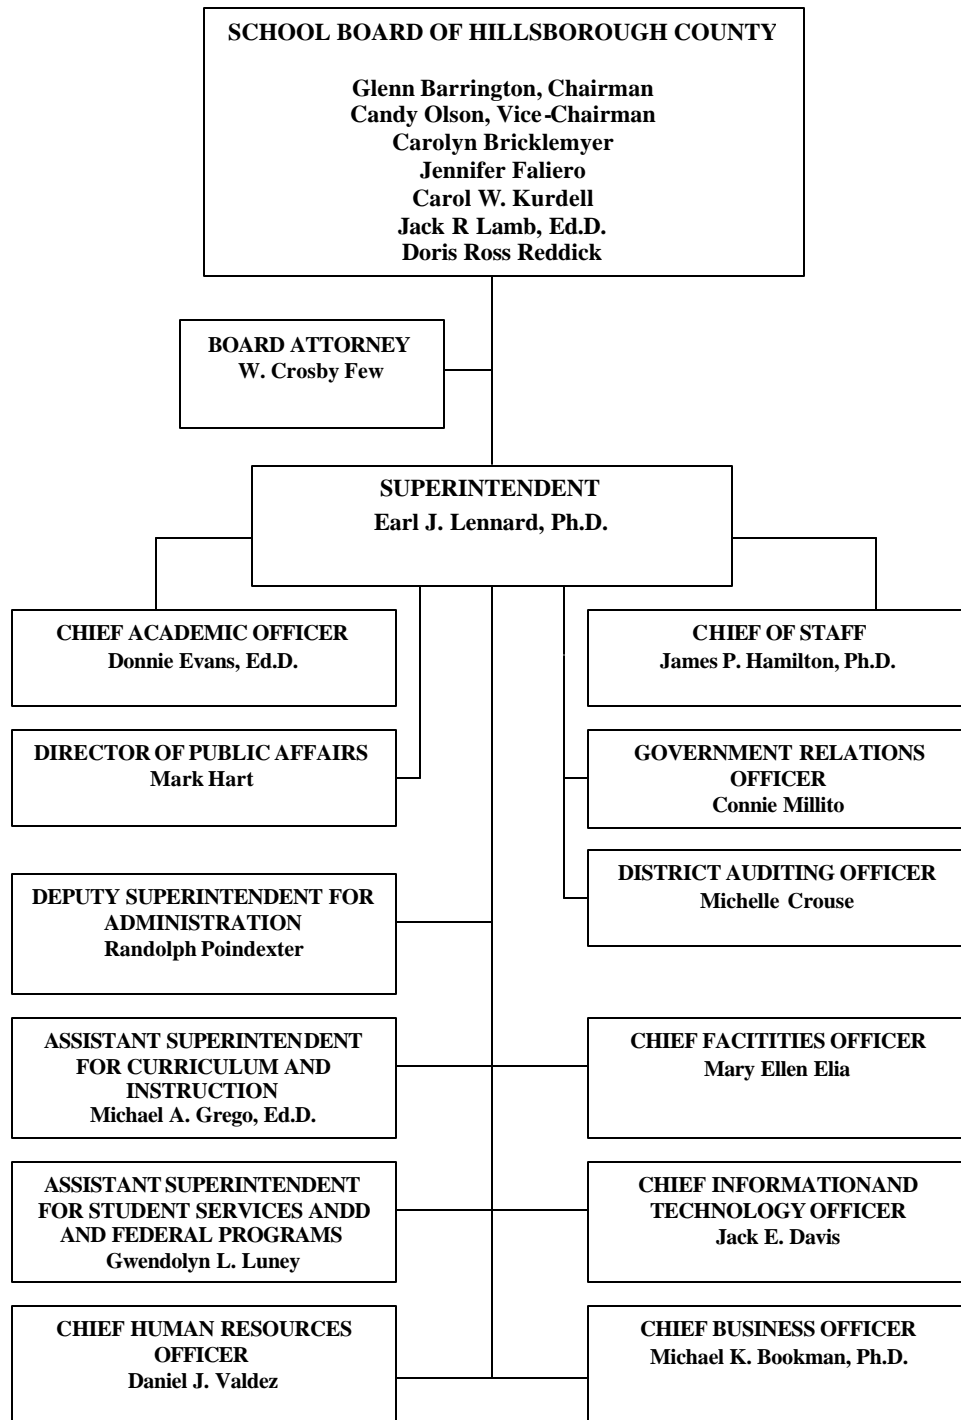 SCHOOL BOARD OF HILLSBOROUGH COUNTY
Glenn Barrington, Chairman
Candy Olson, Vice-Chairman
Carolyn Bricklemyer
Jennifer Faliero
Carol W. Kurdell
Jack R Lamb, Ed.D.
Doris Ross Reddick
BOARD ATTORNEY
W. Crosby Few
SUPERINTENDENT
Earl J. Lennard, Ph.D.
CHIEF ACADEMIC OFFICER
Donnie Evans, Ed.D.
CHIEF OF STAFF
James P. Hamilton, Ph.D.
DIRECTOR OF PUBLIC AFFAIRS
Mark Hart
GOVERNMENT RELATIONS
OFFICER
Connie Millito
DISTRICT AUDITING OFFICER
Michelle Crouse
DEPUTY SUPERINTENDENT FOR
ADMINISTRATION
Randolph Poindexter
ASSISTANT SUPERINTENDENT
FOR CURRICULUM AND
INSTRUCTION
Michael A. Grego, Ed.D.
CHIEF FACITITIES OFFICER
Mary Ellen Elia
ASSISTANT SUPERINTENDENT
FOR STUDENT SERVICES ANDD
AND FEDERAL PROGRAMS
Gwendolyn L. Luney
CHIEF INFORMATIONAND
TECHNOLOGY OFFICER
Jack E. Davis
CHIEF HUMAN RESOURCES
OFFICER
Daniel J. Valdez
CHIEF BUSINESS OFFICER
Michael K. Bookman, Ph.D.